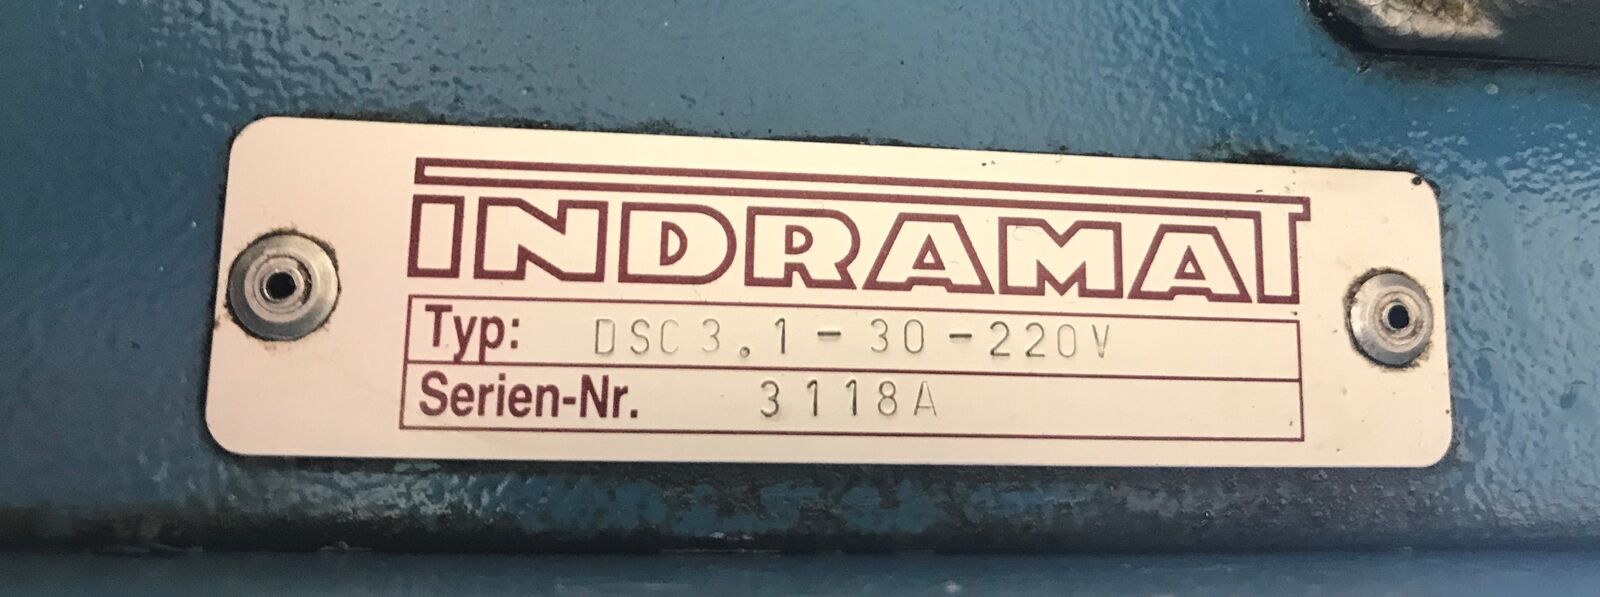 INDRAMAT
Typ: DSC3.1-30-220V
Serien-Nr. 3118A